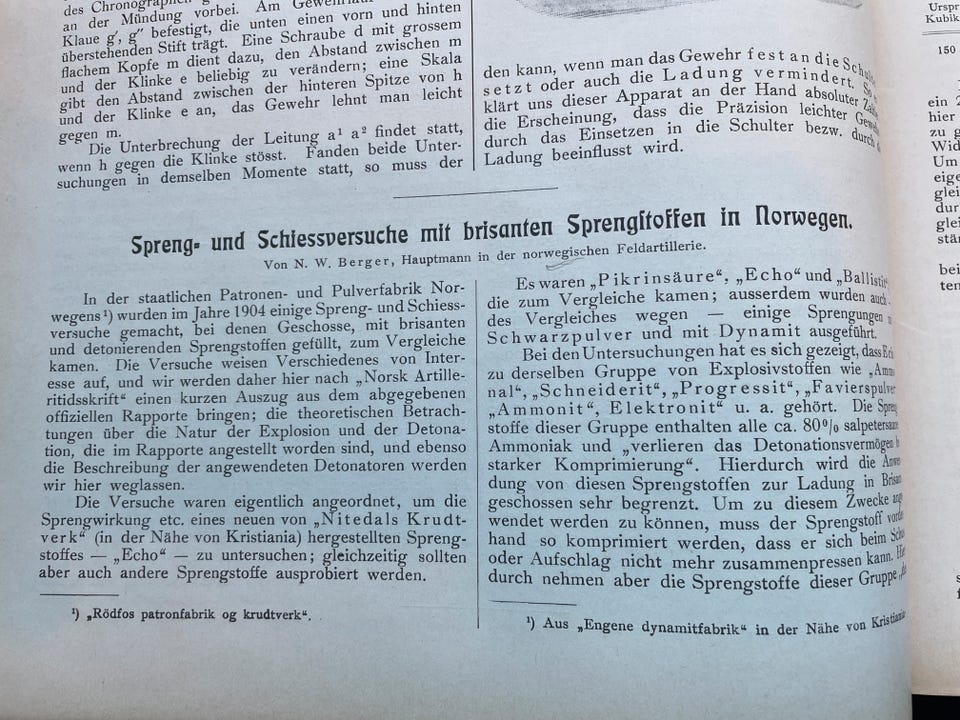 des Chronographen
an der Mündung vorbei. Am Gewehrlauf
Klaue g', g" befestigt, die unten einen vorn und hinten
überstehenden Stift trägt. Eine Schraube d mit grossem
flachem Kopfe m dient dazu, den Abstand zwischen m
und der Klinke e beliebig zu verändern; eine Skala
gibt den Abstand zwischen der hinteren Spitze von h
und der Klinke e an, das Gewehr lehnt man leicht
gegen m.
Die Unterbrechung der Leitung a¹ a² findet statt,
wenn h gegen die Klinke stösst. Fanden beide Unter-
suchungen in demselben Momente statt, so muss der
den kann, wenn man das Gewehr fest an die
setzt oder auch die Ladung vermindert.
klärt uns dieser Apparat an der Hand absoluter
die Erscheinung, dass die Präzision leichter
durch das Einsetzen in die Schulter bezw. durch
Ladung beeinflusst wird.
Spreng- und Schiessversuche mit brisanten Sprengstoffen in Norwegen.
Von N. W. Berger, Hauptmann in der norwegischen Feldartillerie.
In der staatlichen Patronen- und Pulverfabrik Nor-
wegens¹) wurden im Jahre 1904 einige Spreng- und Schiess-
versuche gemacht, bei denen Geschosse, mit brisanten
und detonierenden Sprengstoffen gefüllt, zum Vergleiche
kamen. Die Versuche weisen Verschiedenes von Inter-
esse auf, und wir werden daher hier nach „Norsk Artille-
ritidsskrift" einen kurzen Auszug aus dem abgegebenen
offiziellen Rapporte bringen; die theoretischen Betrach-
tungen über die Natur der Explosion und der Detona-
tion, die im Rapporte angestellt worden sind, und ebenso
die Beschreibung der angewendeten Detonatoren werden
wir hier weglassen.
Die Versuche waren eigentlich angeordnet, um die
Sprengwirkung etc. eines neuen von „Nitedals Krudt-
verk" (in der Nähe von Kristiania) hergestellten Spreng-
stoffes — „Echo" — zu untersuchen; gleichzeitig sollten
aber auch andere Sprengstoffe ausprobiert werden.
¹) „Rödfos patronfabrik og krudtverk".
Es waren „Pikrinsäure", „Echo" und „Ballistit
die zum Vergleiche kamen; ausserdem wurden auch
des Vergleiches wegen — einige Sprengungen
Schwarzpulver und mit Dynamit ausgeführt.
Bei den Untersuchungen hat es sich gezeigt, dass
zu derselben Gruppe von Explosivstoffen wie
nal", „Schneiderit", „Progressit", „Favierspulver
„Ammonit", Elektronit" u. a. gehört. Die
stoffe dieser Gruppe enthalten alle ca. 80% salpetersaures
Ammoniak und „verlieren das Detonationsvermögen
starker Komprimierung". Hierdurch wird die
dung von diesen Sprengstoffen zur Ladung in
geschossen sehr begrenzt. Um zu diesem Zwecke
wendet werden zu können, muss der Sprengstoff
hand so komprimiert werden, dass er sich beim
oder Aufschlag nicht mehr zusammenpressen kann.
durch nehmen aber die Sprengstoffe dieser Gruppe
¹) Aus „Engene dynamitfabrik" in der Nähe von Kristiania
Kubik
150
ein
hier
zu
Wid
Um
eige
glei
dur
glei
stär
bei
ten